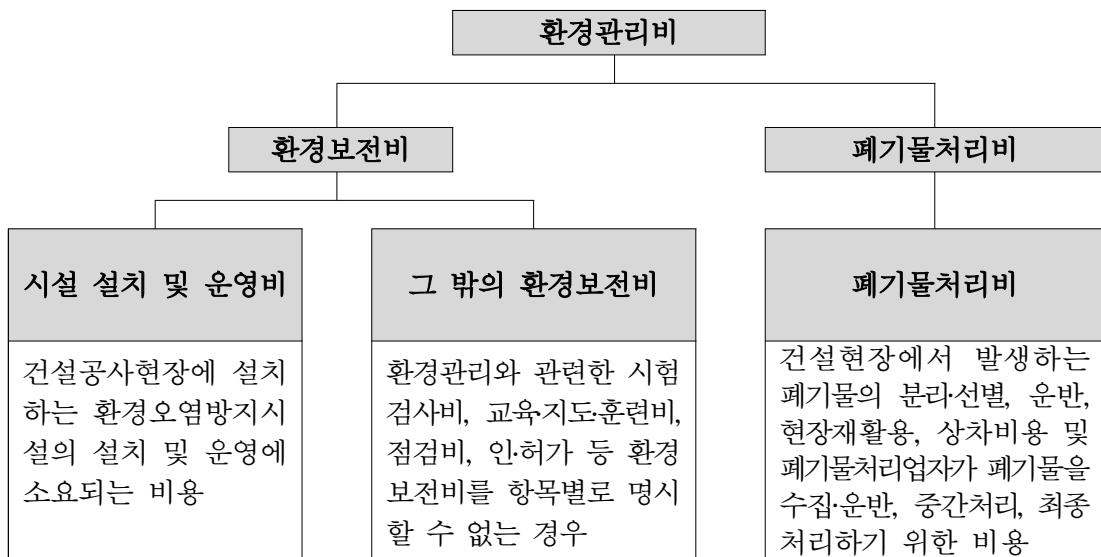 환경관리비
환경보전비
폐기물처리비
시설 설치 및 운영비
건설공사현장에 설치
하는 환경오염방지시
설의 설치 및 운영에
소요되는 비용
그 밖의 환경보전비
환경관리와 관련한 시험
검사비, 교육·지도·훈련비,
점검비, 인·허가 등 환경
보전비를 항목별로 명시
할 수 없는 경우
폐기물처리비
건설현장에서 발생하는
폐기물의 분리·선별, 운반,
현장재활용, 상차비용 및
폐기물처리업자가 폐기물을
수집·운반, 중간처리, 최종
처리하기 위한 비용